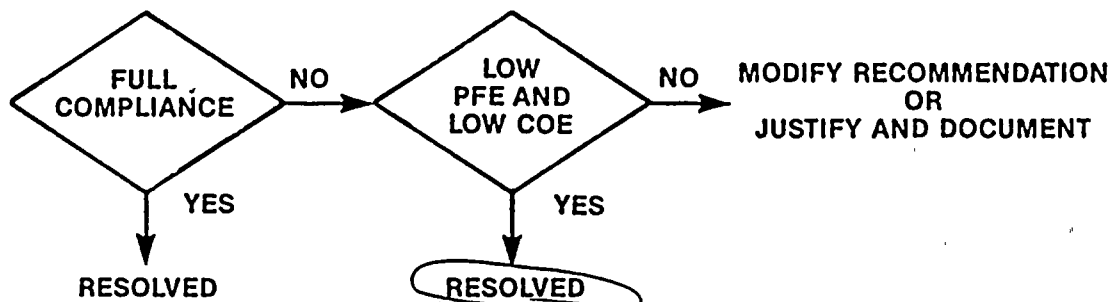 FULL
COMPLIANCE
NO
LOW
PFE AND
LOW COE
NO
MODIFY RECOMMENDATION
OR
JUSTIFY AND DOCUMENT
YES
YES
RESOLVED
RESOLVED